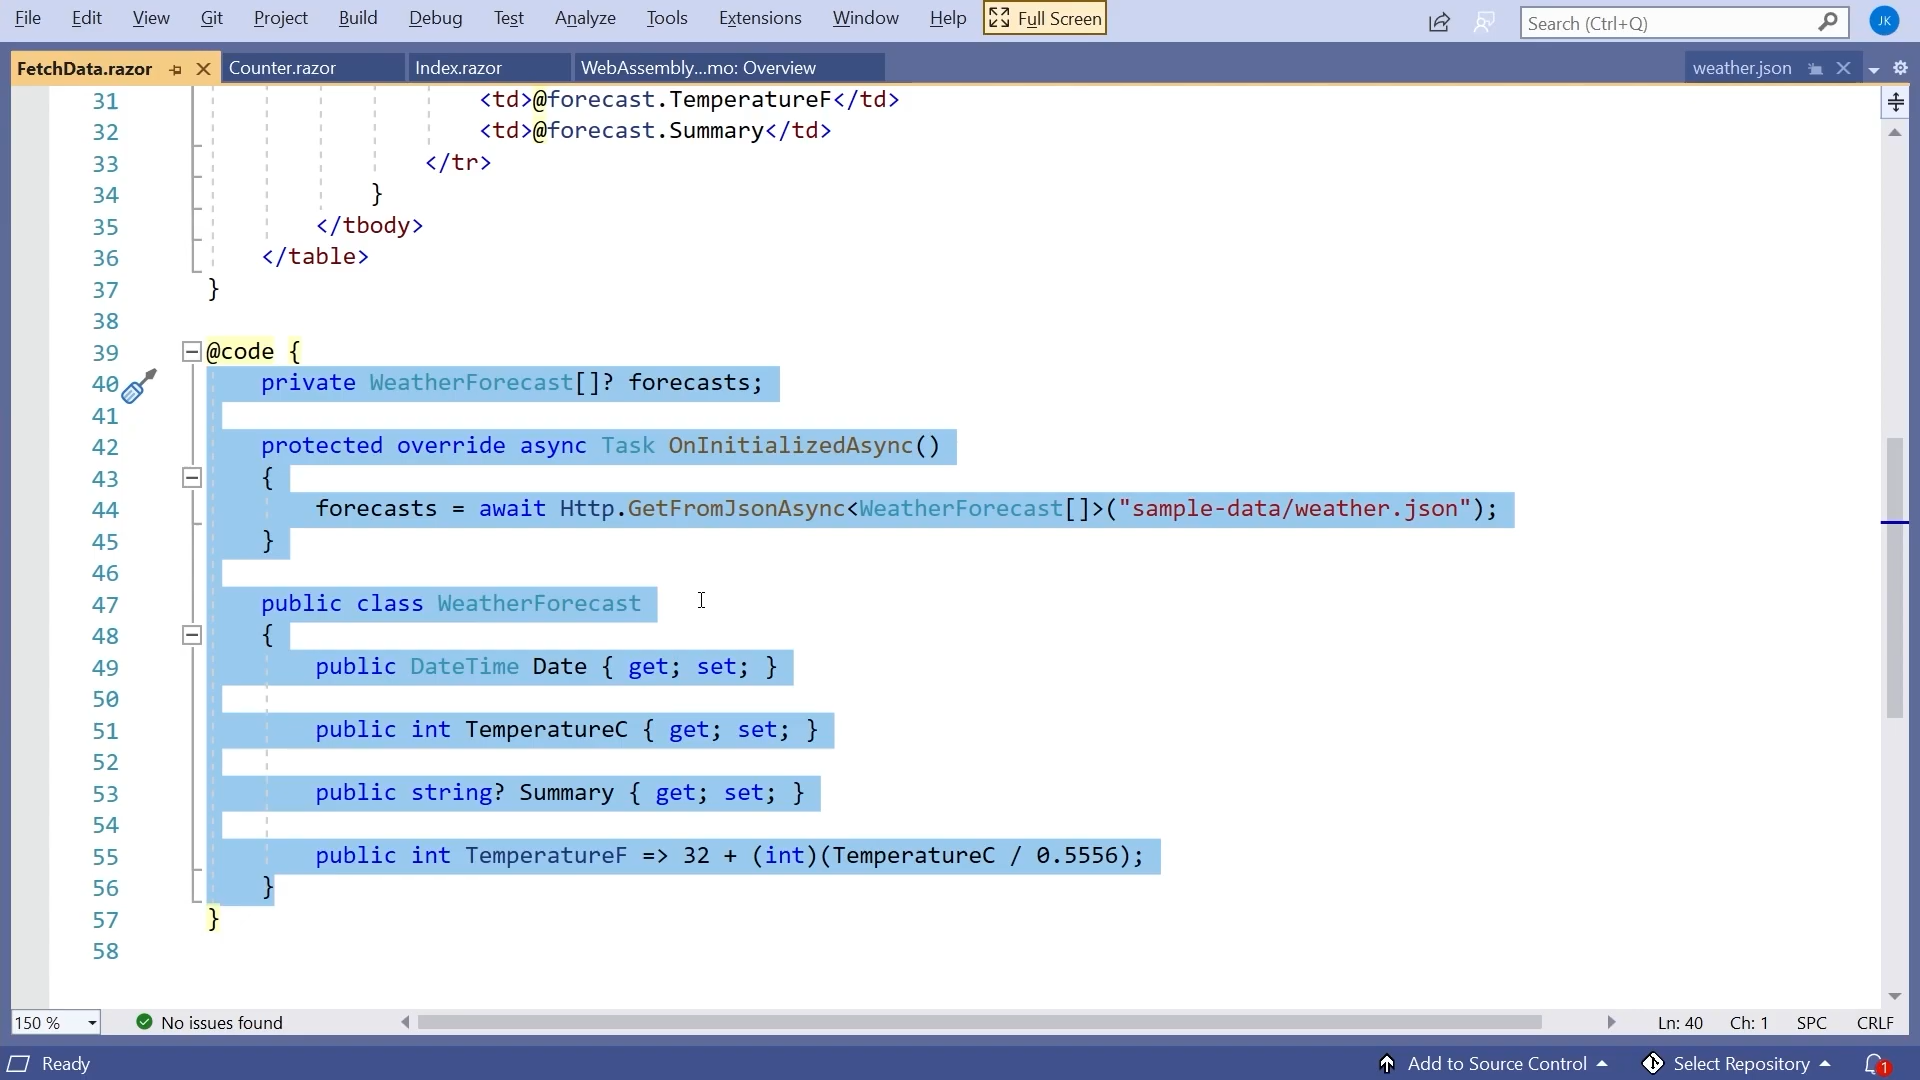 File Edit View Git Project Build Debug Test Analyze Tools Extensions Window Help Full Screen Search (Ctrl+Q) JK
FetchData.razor Counter.razor Index.razor WebAssembly...mo: Overview weather.json
31 <td>@forecast.TemperatureF</td>
32 <td>@forecast.Summary</td>
33 </tr>
34 }
35 </tbody>
36 </table>
37 }
38
39 @code {
40 private WeatherForecast[]? forecasts;
41
42 protected override async Task OnInitializedAsync()
43 {
44 forecasts = await Http.GetFromJsonAsync<WeatherForecast[]>("sample-data/weather.json");
45 }
46
47 public class WeatherForecast
48 {
49 public DateTime Date { get; set; }
50
51 public int TemperatureC { get; set; }
52
53 public string? Summary { get; set; }
54
55 public int TemperatureF => 32 + (int)(TemperatureC / 0.5556);
56 }
57 }
58
150 % No issues found Ln: 40 Ch: 1 SPC CRLF
Ready Add to Source Control Select Repository 1